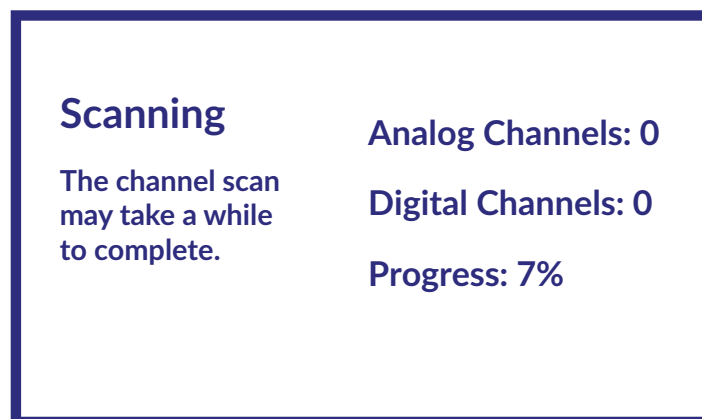 Scanning
The channel scan
may take a while
to complete.
Analog Channels: 0
Digital Channels: 0
Progress: 7%